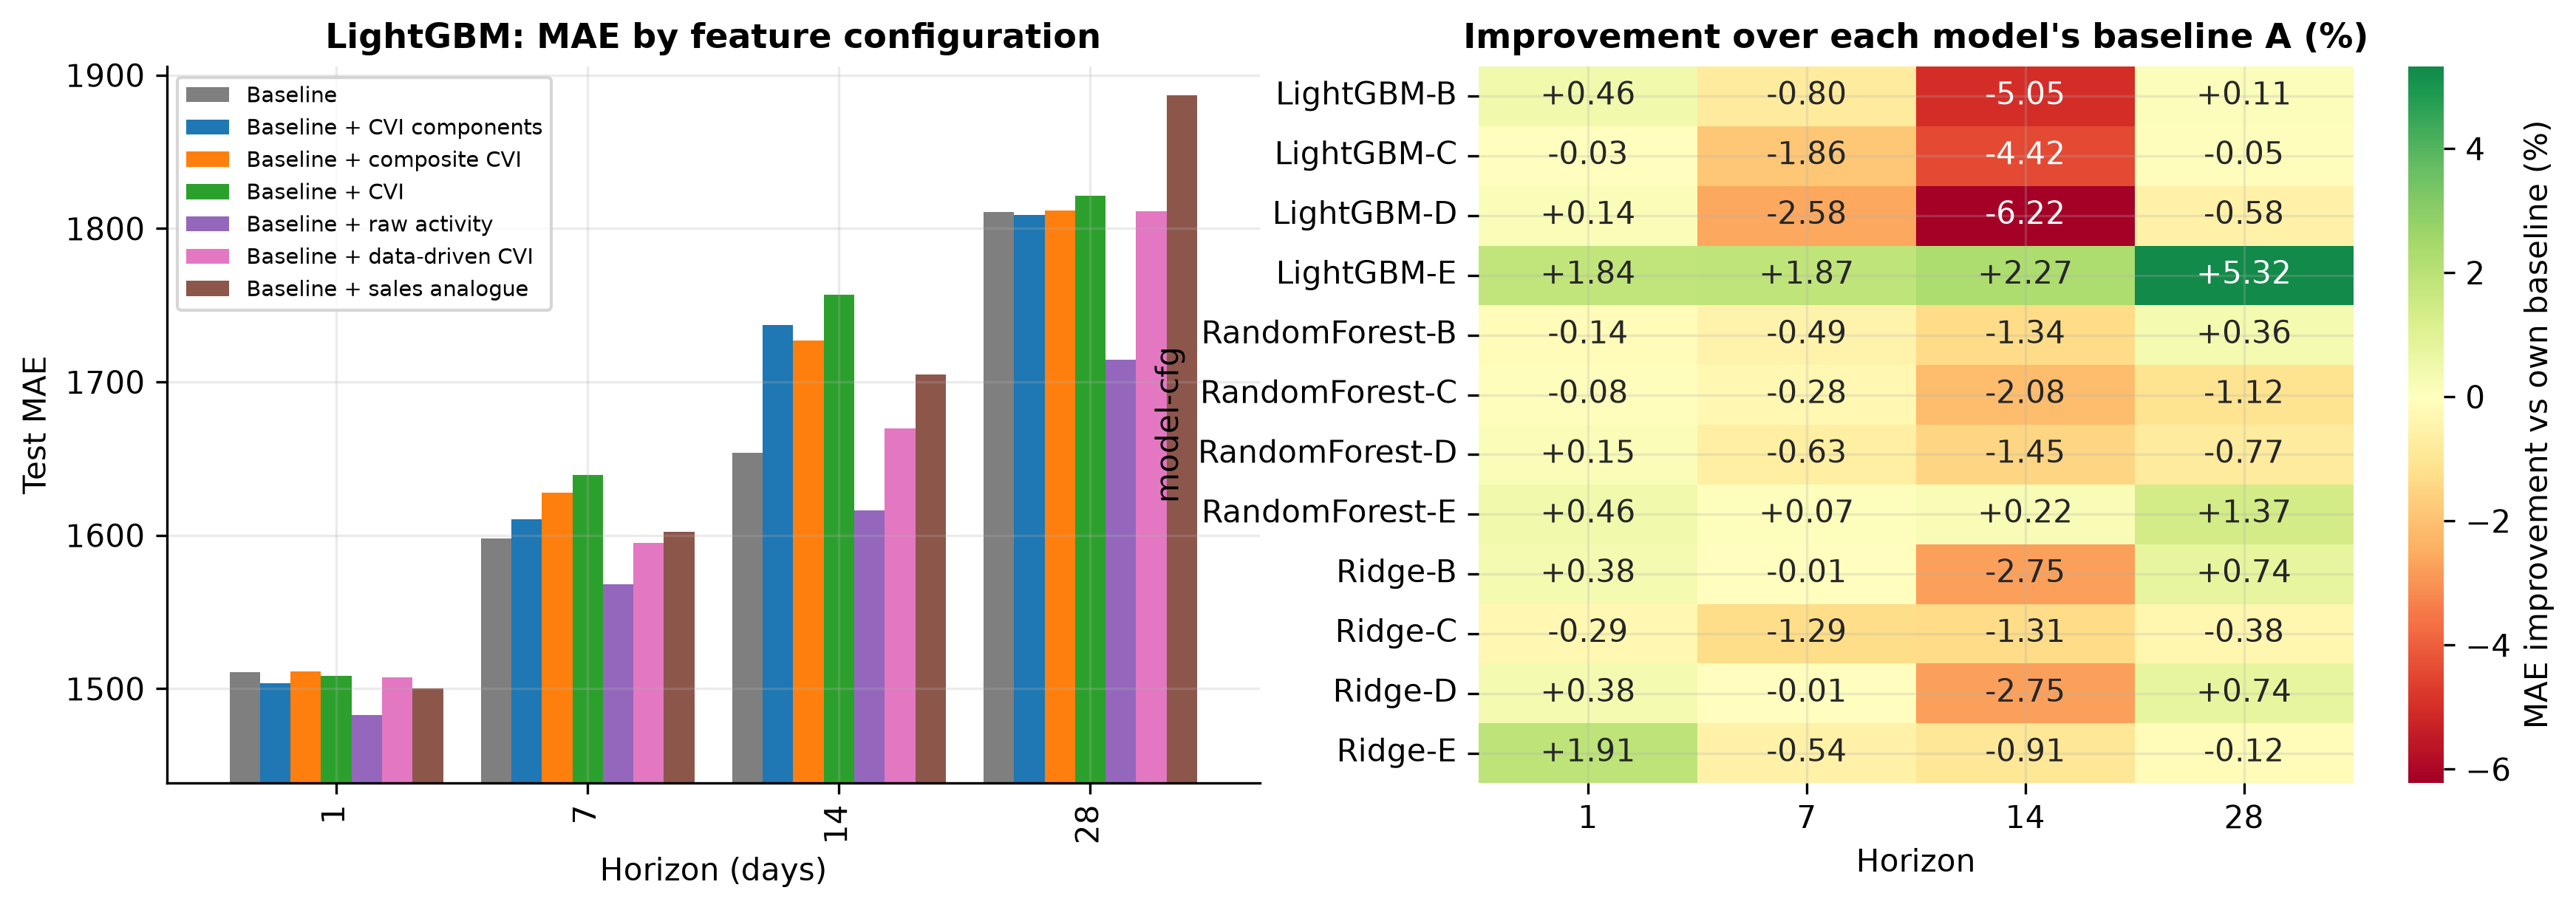 LightGBM: MAE by feature configuration
1900
1800
1700
1600
1500
Test MAE
Baseline
Baseline + CVI components
Baseline + composite CVI
Baseline + CVI
Baseline + raw activity
Baseline + data-driven CVI
Baseline + sales analogue
1 7 14 28
Horizon (days)
Improvement over each model's baseline A (%)
model-cfg
LightGBM-B +0.46 -0.80 -5.05 +0.11
LightGBM-C -0.03 -1.86 -4.42 -0.05
LightGBM-D +0.14 -2.58 -6.22 -0.58
LightGBM-E +1.84 +1.87 +2.27 +5.32
RandomForest-B -0.14 -0.49 -1.34 +0.36
RandomForest-C -0.08 -0.28 -2.08 -1.12
RandomForest-D +0.15 -0.63 -1.45 -0.77
RandomForest-E +0.46 +0.07 +0.22 +1.37
Ridge-B +0.38 -0.01 -2.75 +0.74
Ridge-C -0.29 -1.29 -1.31 -0.38
Ridge-D +0.38 -0.01 -2.75 +0.74
Ridge-E +1.91 -0.54 -0.91 -0.12
1 7 14 28
Horizon
4
2
0
−2
−4
−6
MAE improvement vs own baseline (%)